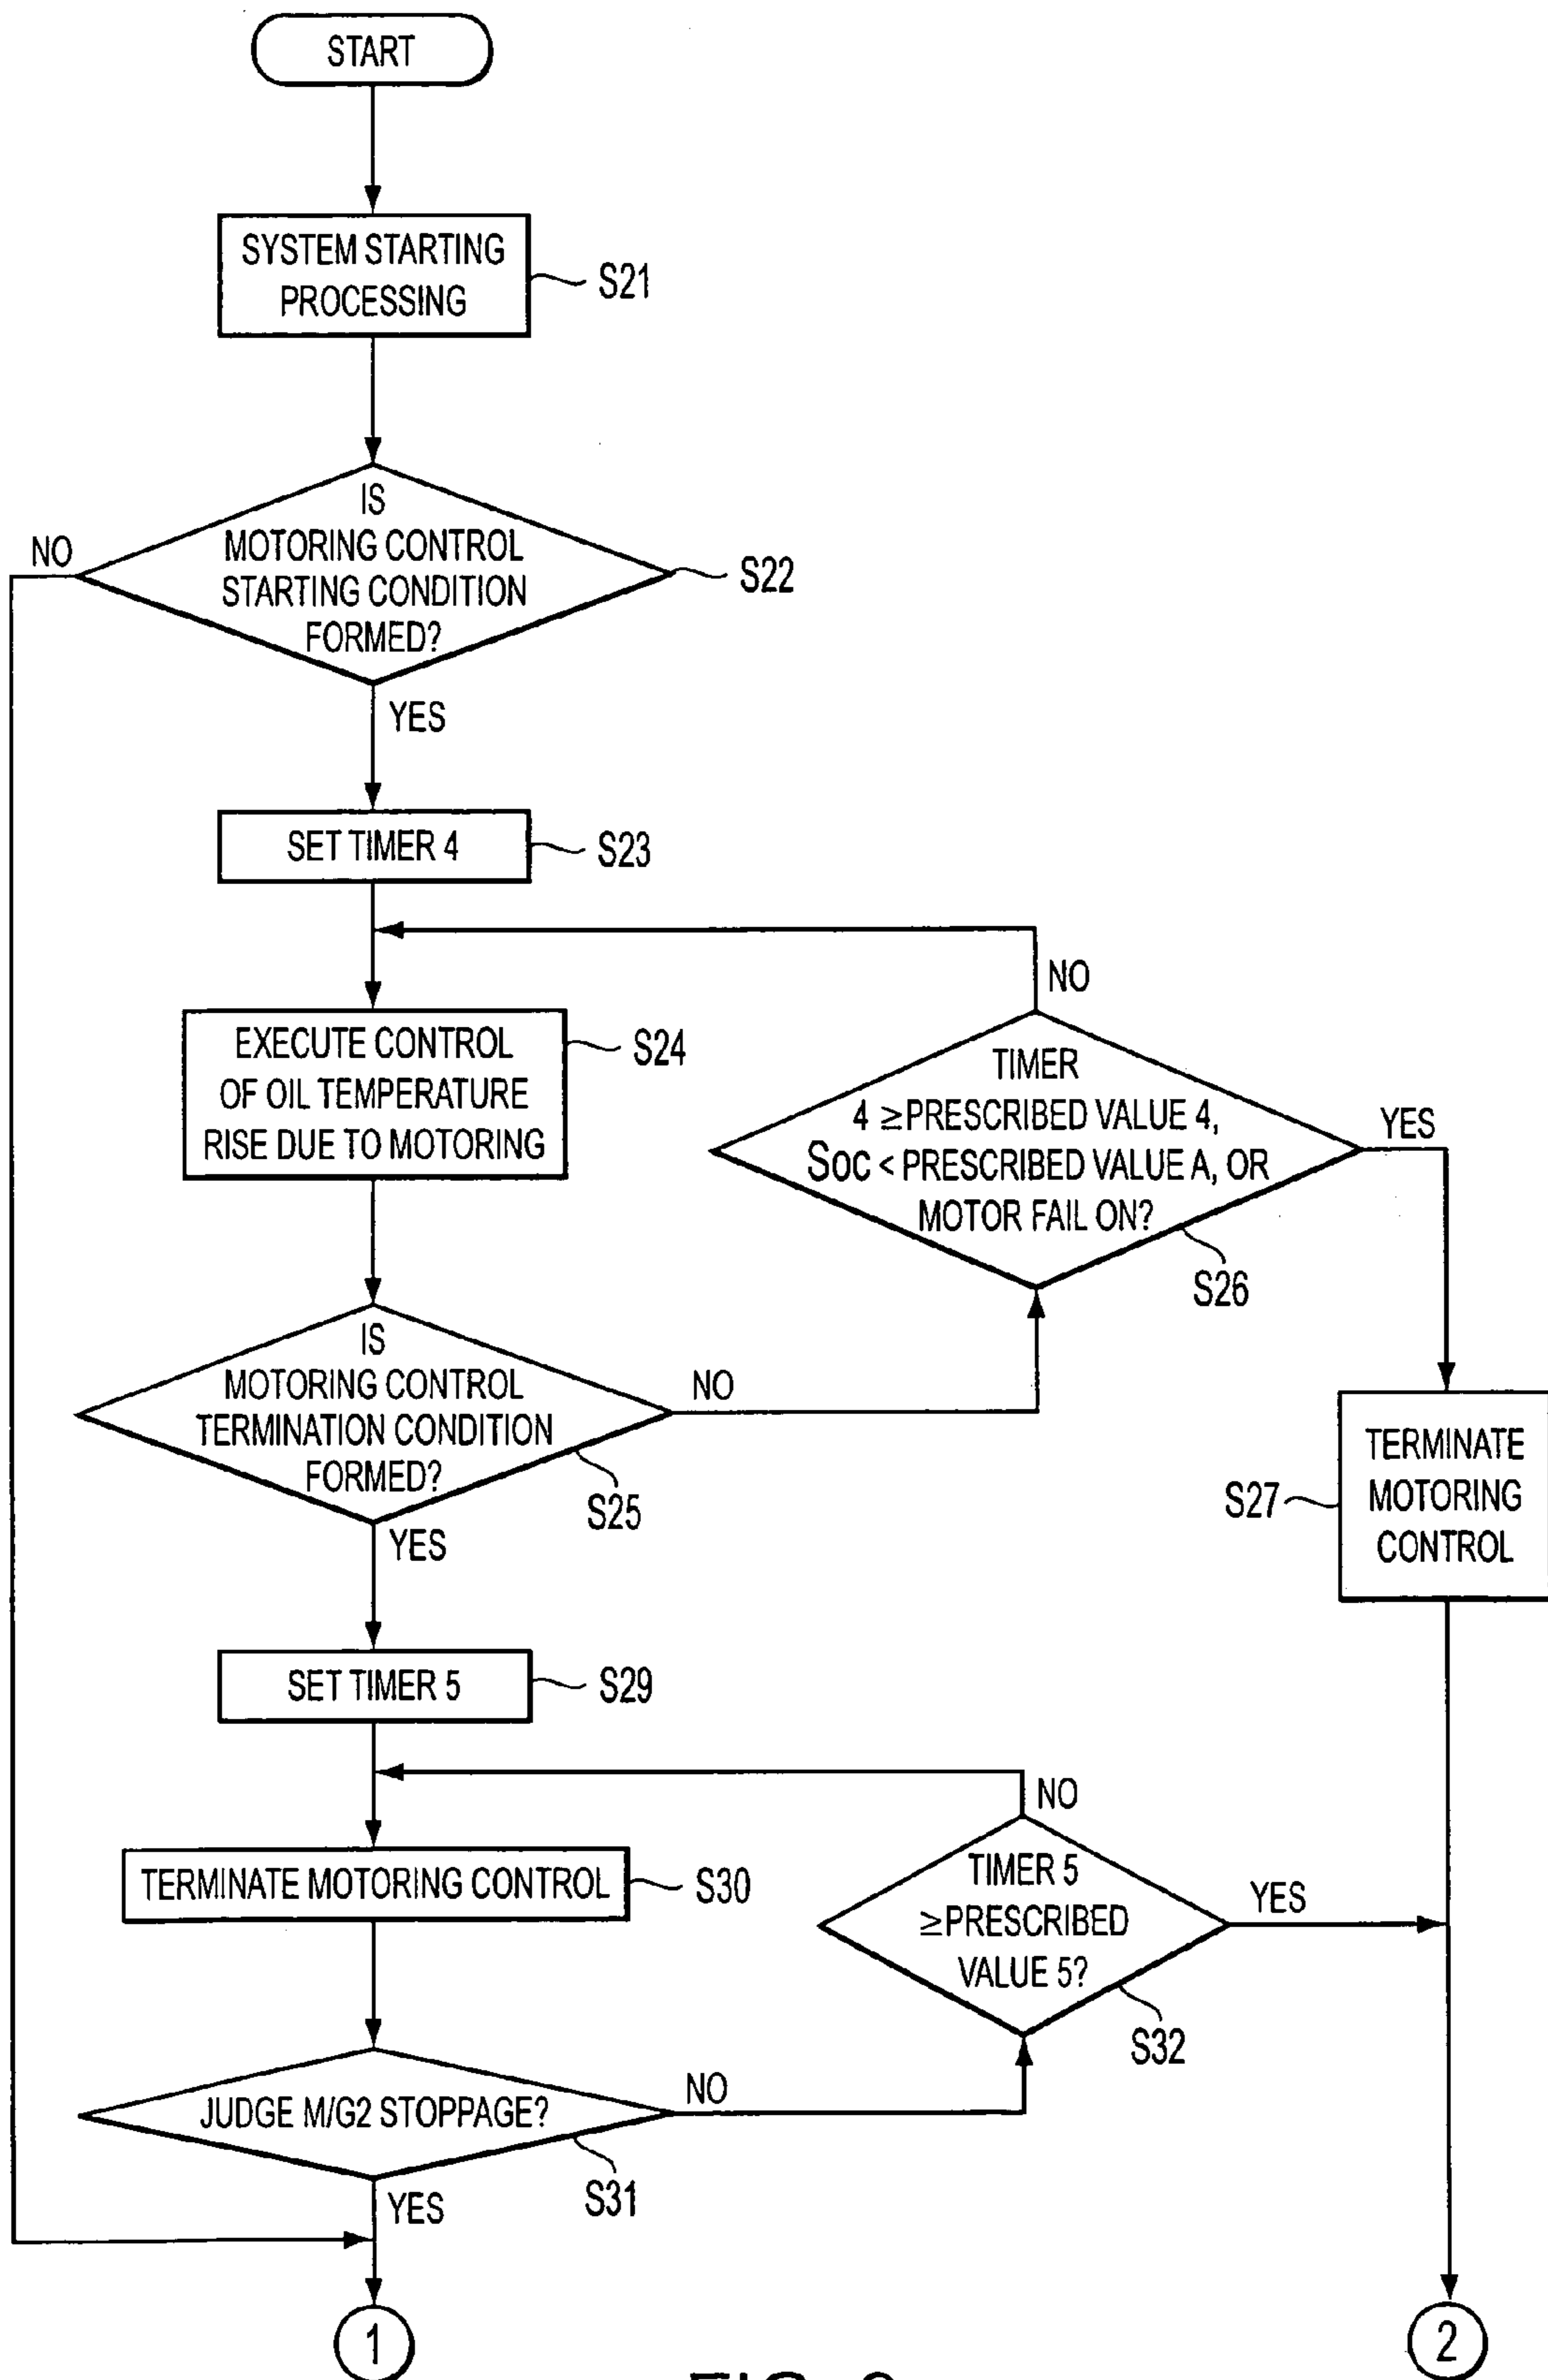 START
SYSTEM STARTING
PROCESSING
S21
IS
MOTORING CONTROL
STARTING CONDITION
FORMED?
NO
S22
YES
SET TIMER 4
S23
NO
EXECUTE CONTROL
OF OIL TEMPERATURE
RISE DUE TO MOTORING
S24
TIMER
4 ≥PRESCRIBED VALUE 4,
SOC < PRESCRIBED VALUE A, OR
MOTOR FAIL ON?
YES
S26
IS
MOTORING CONTROL
TERMINATION CONDITION
FORMED?
NO
S25
YES
S27
TERMINATE
MOTORING
CONTROL
SET TIMER 5
S29
NO
TERMINATE MOTORING CONTROL
S30
TIMER 5
≥PRESCRIBED
VALUE 5?
YES
S32
JUDGE M/G2 STOPPAGE?
NO
S31
YES
1
2